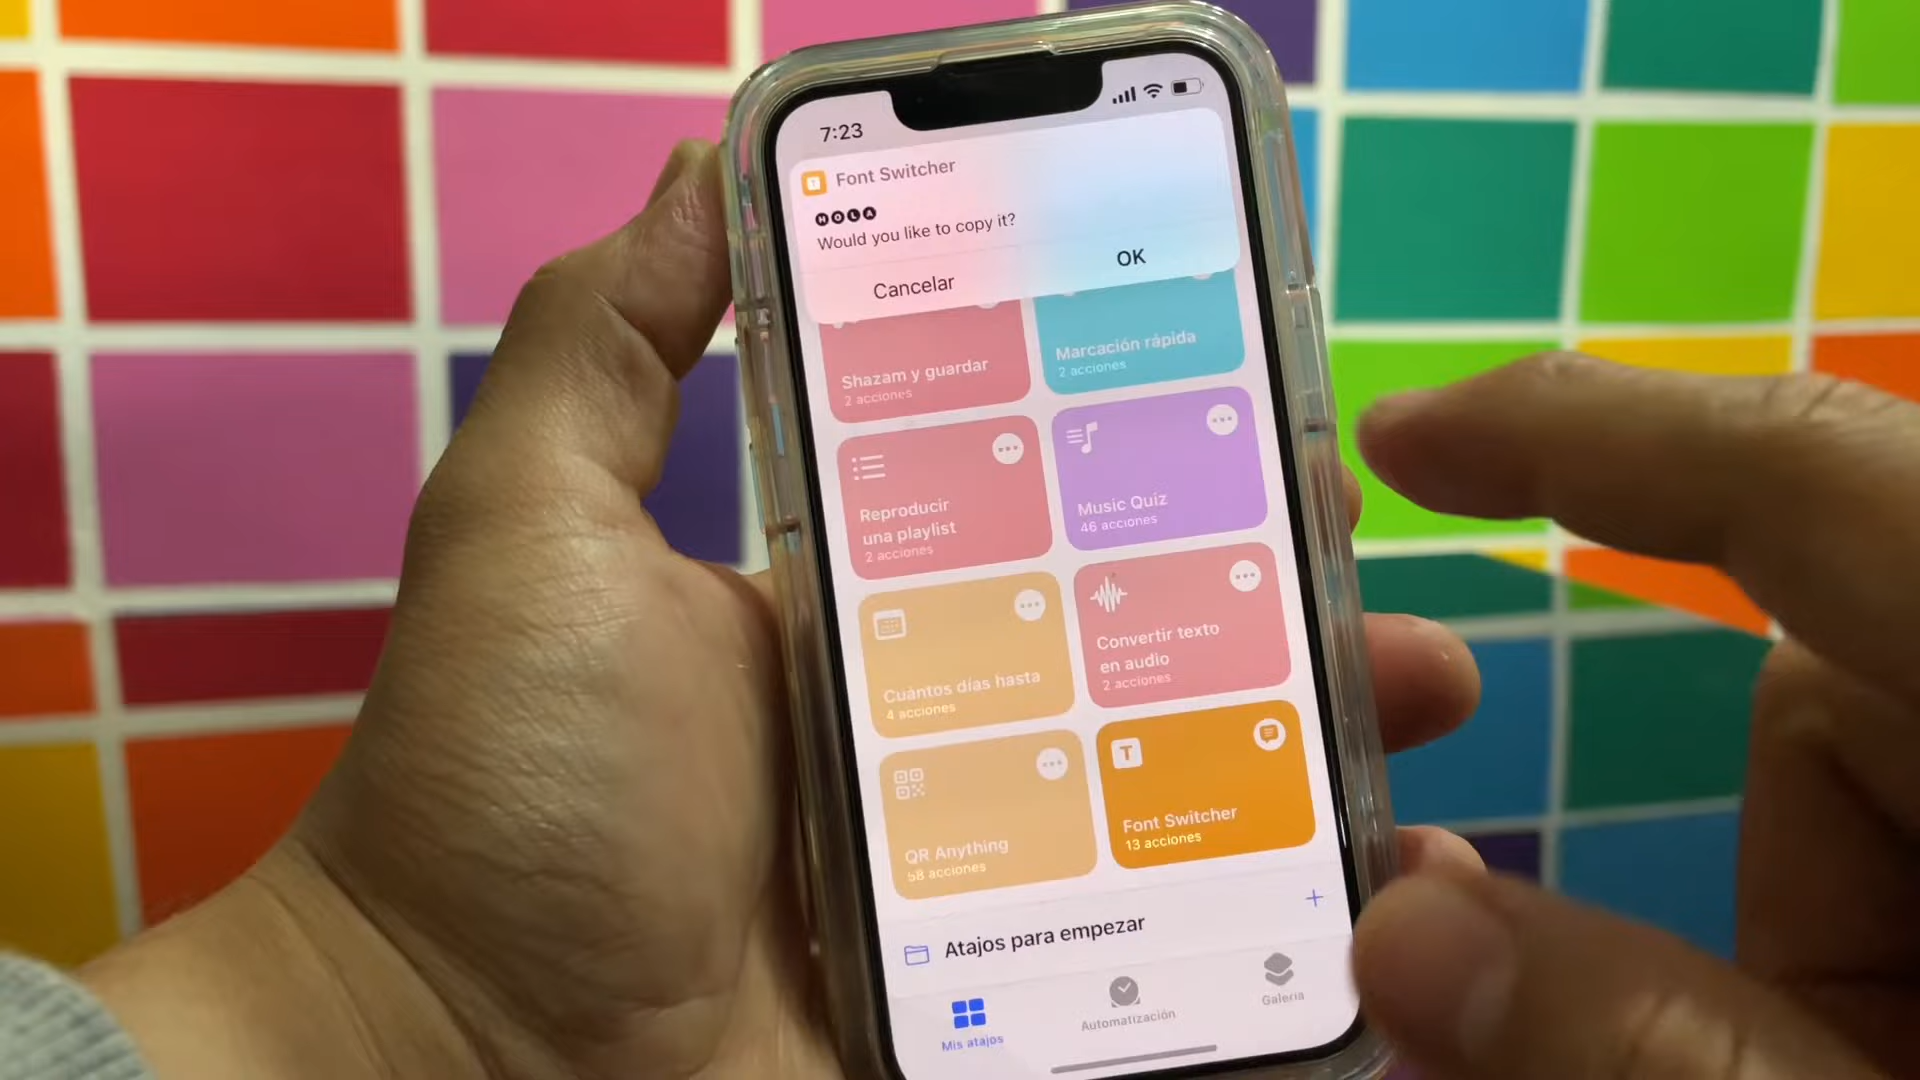 7:23
Font Switcher
🅗🅞🅛🅐
Would you like to copy it?
Cancelar
OK
Shazam y guardar
2 acciones
Marcación rápida
2 acciones
Reproducir
una playlist
2 acciones
Music Quiz
46 acciones
Cuántos días hasta
4 acciones
Convertir texto
en audio
2 acciones
QR Anything
58 acciones
T
Font Switcher
13 acciones
Atajos para empezar
+
Mis atajos
Automatización
Galería